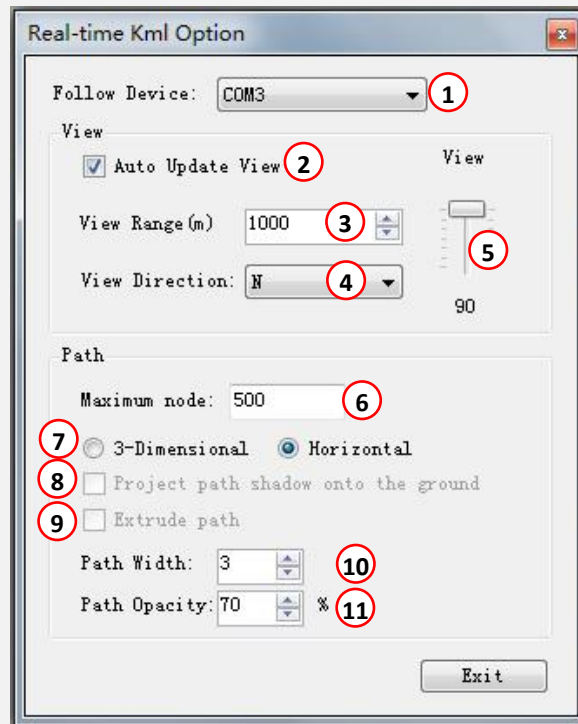 Real-time Kml Option x
Follow Device: COM3 1
View
Auto Update View 2 View
View Range(m) 1000 3
5
View Direction: N 4
90
Path
Maximum node: 500 6
7 3-Dimensional Horizontal
8 Project path shadow onto the ground
9 Extrude path
Path Width: 3 10
Path Opacity: 70 % 11
Exit